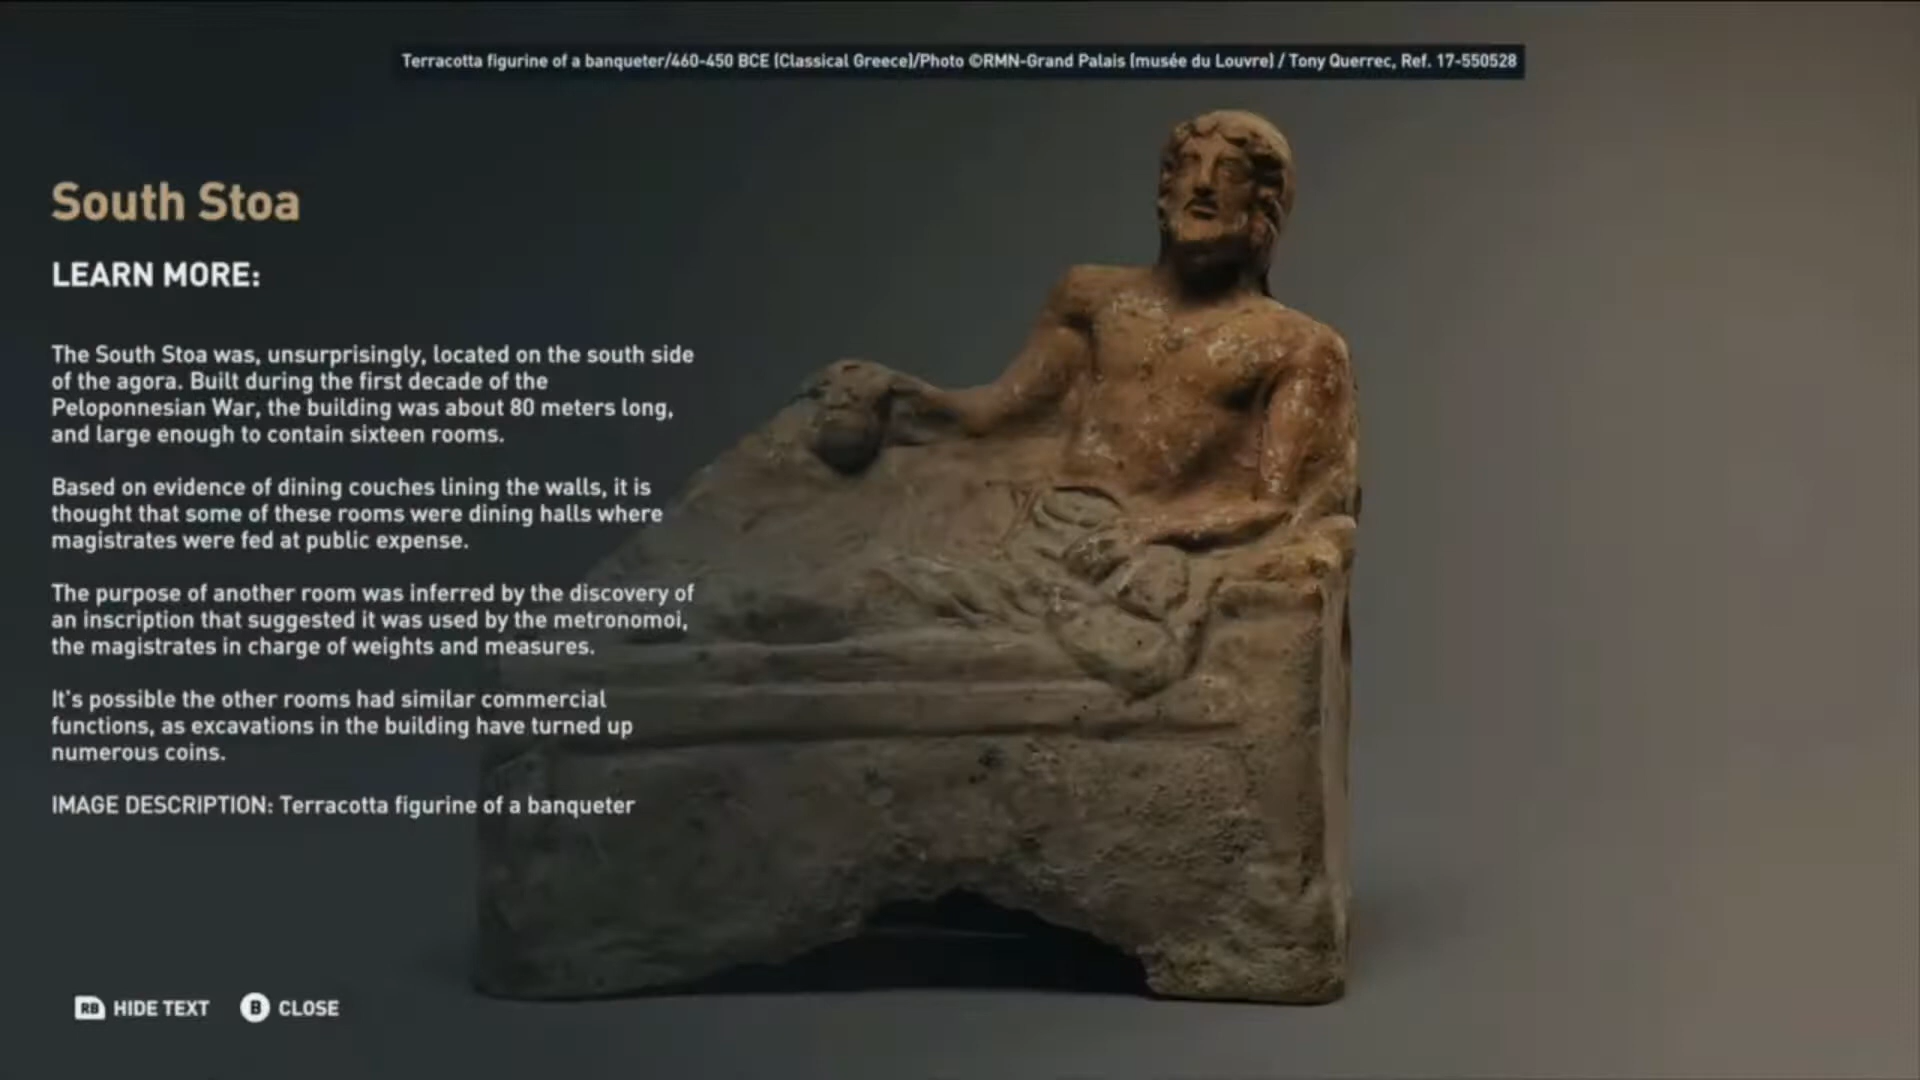 Terracotta figurine of a banqueter/460-450 BCE (Classical Greece)/Photo ©RMN-Grand Palais (musée du Louvre) / Tony Querrec, Ref. 17-550528
South Stoa
LEARN MORE:
The South Stoa was, unsurprisingly, located on the south side
of the agora. Built during the first decade of the
Peloponnesian War, the building was about 80 meters long,
and large enough to contain sixteen rooms.
Based on evidence of dining couches lining the walls, it is
thought that some of these rooms were dining halls where
magistrates were fed at public expense.
The purpose of another room was inferred by the discovery of
an inscription that suggested it was used by the metronomoi,
the magistrates in charge of weights and measures.
It's possible the other rooms had similar commercial
functions, as excavations in the building have turned up
numerous coins.
IMAGE DESCRIPTION: Terracotta figurine of a banqueter
RB HIDE TEXT B CLOSE